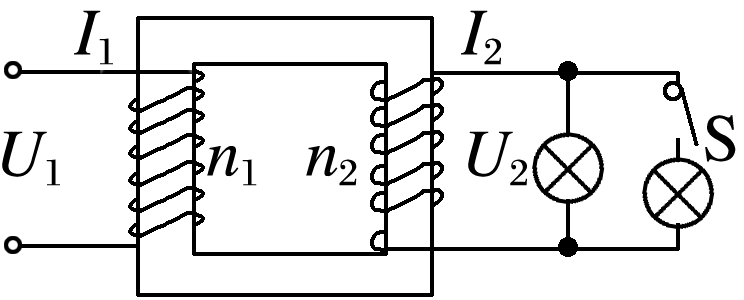 I₁ I₂
U₁ n₁ n₂ U₂ S